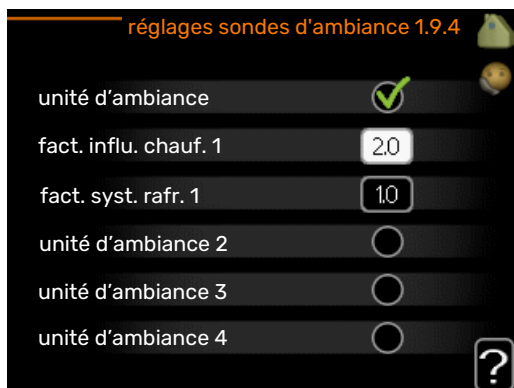 réglages sondes d'ambiance 1.9.4
unité d’ambiance
fact. influ. chauf. 1 2.0
fact. syst. rafr. 1 1.0
unité d’ambiance 2
unité d’ambiance 3
unité d’ambiance 4
?